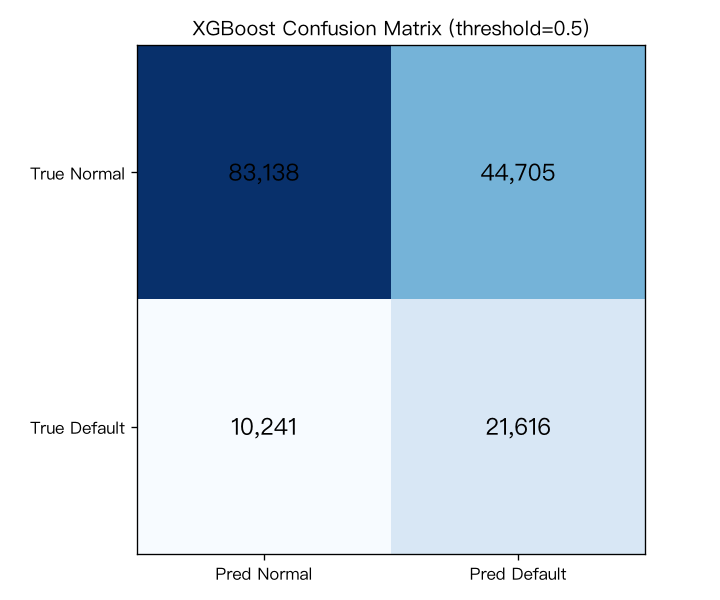 XGBoost Confusion Matrix (threshold=0.5)
True Normal
83,138
44,705
True Default
10,241
21,616
Pred Normal
Pred Default